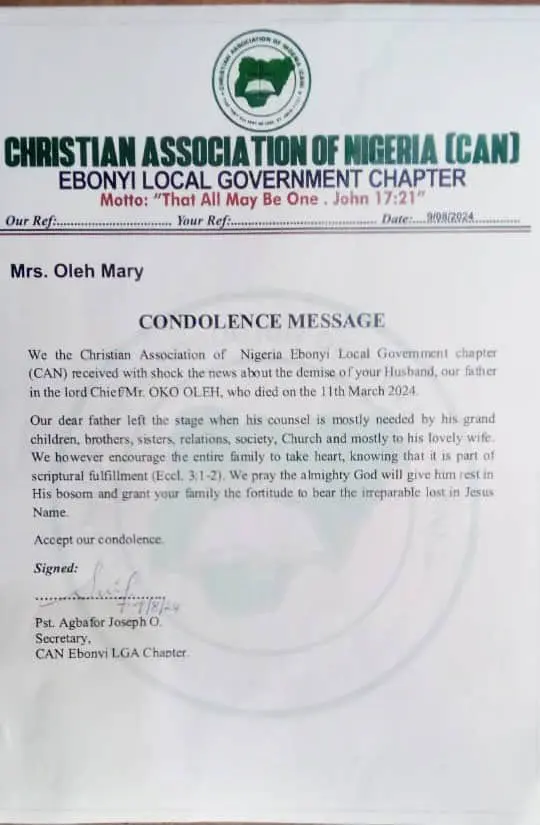 CHRISTIAN ASSOCIATION OF NIGERIA (CAN)
CHRISTIAN ASSOCIATION OF NIGERIA (CAN)
EBONYI LOCAL GOVERNMENT CHAPTER
Motto: "That All May Be One . John 17:21"
Our Ref:.............................. Your Ref:.............................. Date:....9/08/2024..............
Mrs. Oleh Mary
CONDOLENCE MESSAGE
We the Christian Association of Nigeria Ebonyi Local Government chapter
(CAN) received with shock the news about the demise of your Husband, our father
in the lord Chief/Mr. OKO OLEH, who died on the 11th March 2024.
Our dear father left the stage when his counsel is mostly needed by his grand
children, brothers, sisters, relations, society, Church and mostly to his lovely wife.
We however encourage the entire family to take heart, knowing that it is part of
scriptural fulfillment (Eccl. 3:1-2). We pray the almighty God will give him rest in
His bosom and grant your family the fortitude to bear the irreparable lost in Jesus
Name.
Accept our condolence.
Signed:
Pst. Agbafor Joseph O.
Secretary,
CAN Ebonyi LGA Chapter.